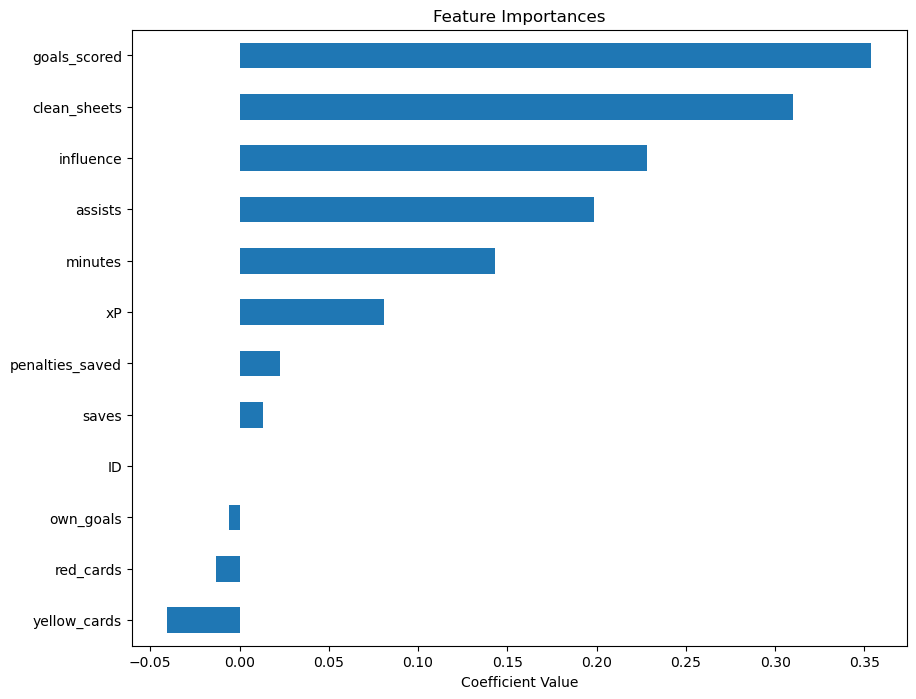 Feature Importances
goals_scored
clean_sheets
influence
assists
minutes
xP
penalties_saved
saves
ID
own_goals
red_cards
yellow_cards
−0.05 0.00 0.05 0.10 0.15 0.20 0.25 0.30 0.35
Coefficient Value